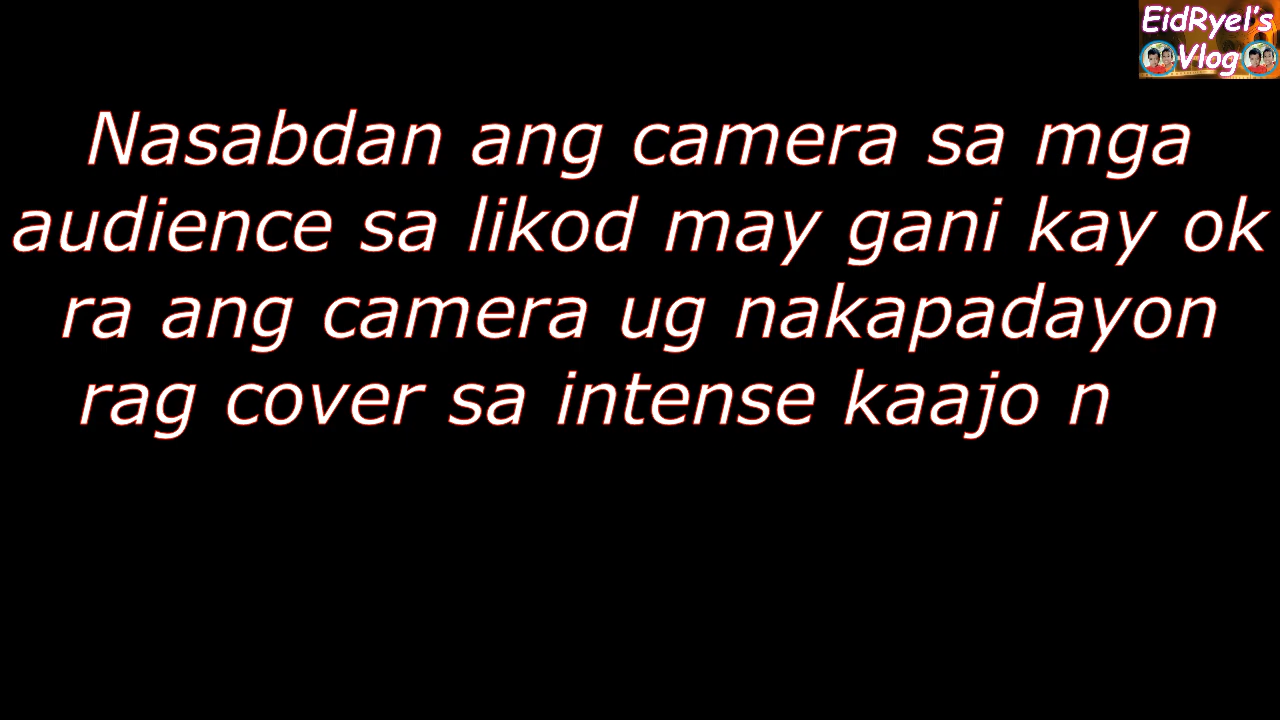 EidRyel's
Vlog
Nasabdan ang camera sa mga
audience sa likod may gani kay ok
ra ang camera ug nakapadayon
rag cover sa intense kaajo n